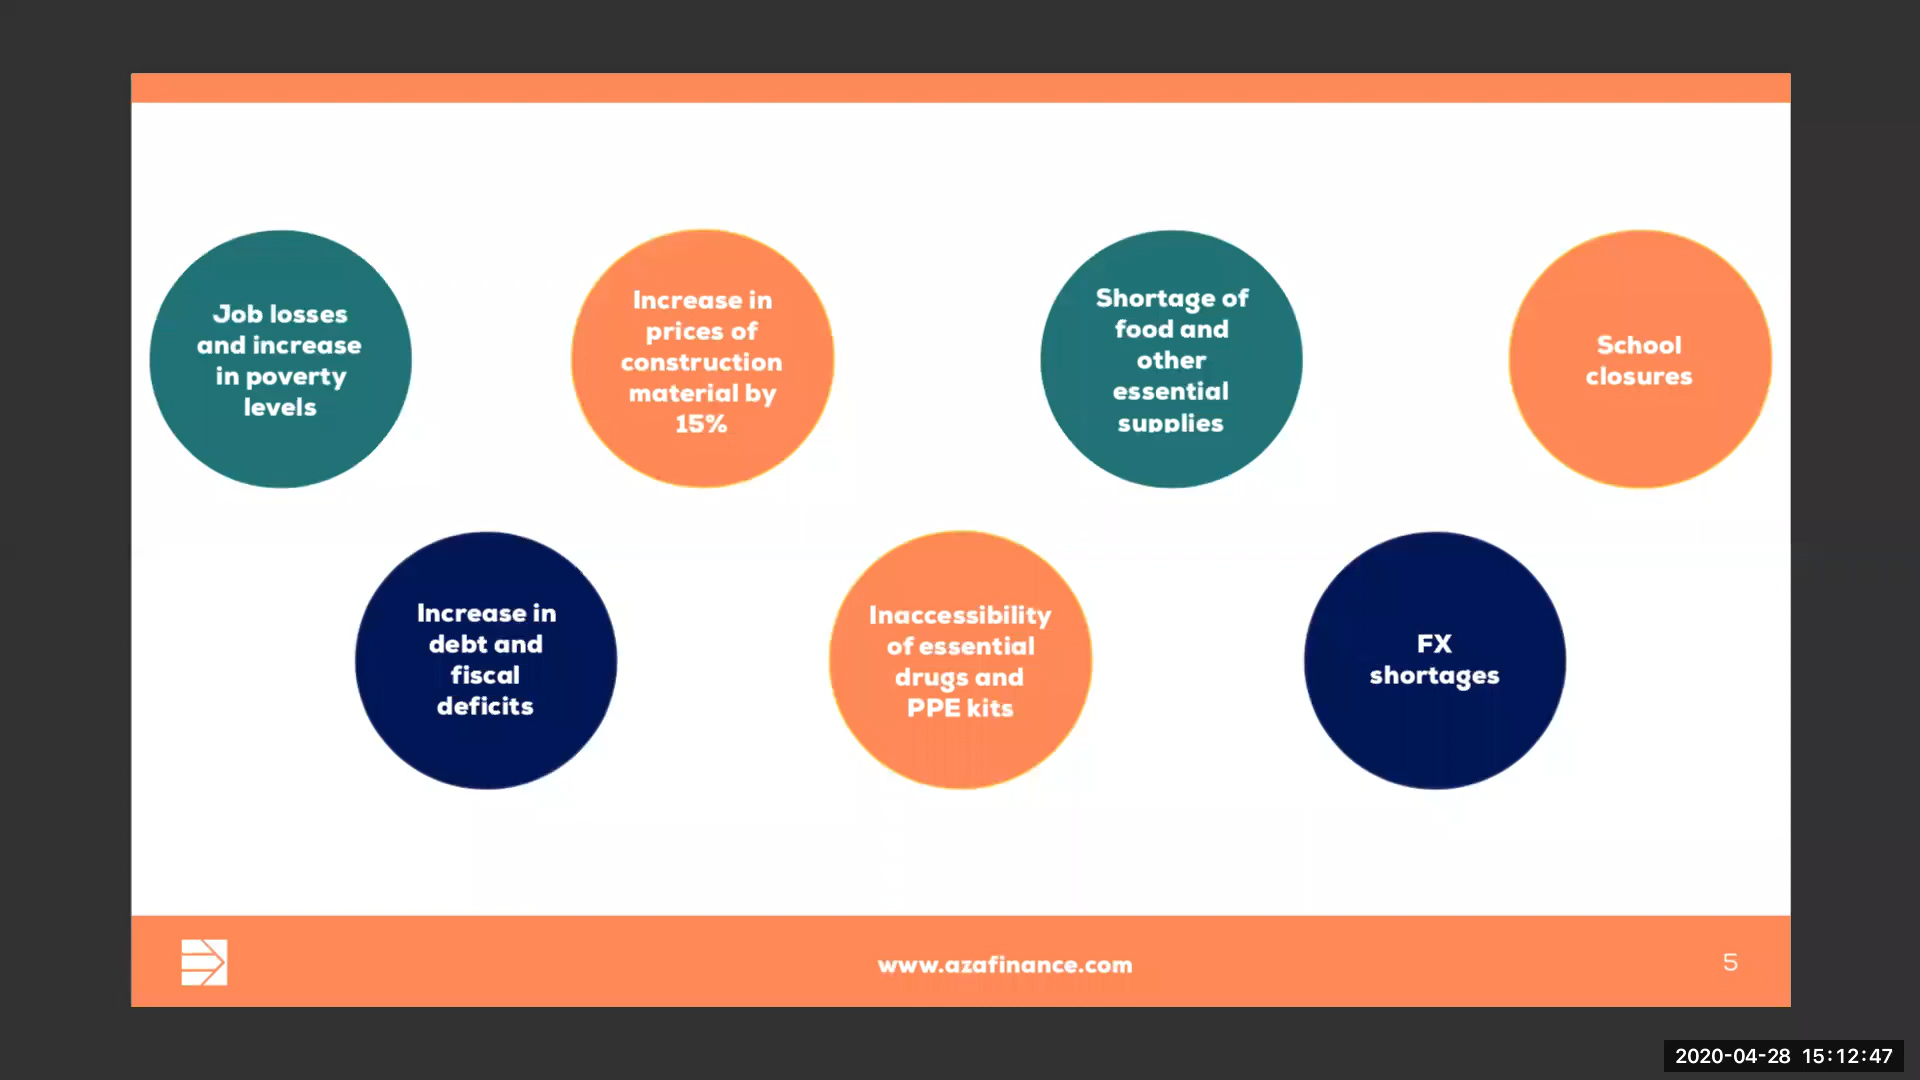 Job losses
and increase
in poverty
levels
Increase in
prices of
construction
material by
15%
Shortage of
food and
other
essential
supplies
School
closures
Increase in
debt and
fiscal
deficits
Inaccessibility
of essential
drugs and
PPE kits
FX
shortages
www.azafinance.com
5
2020-04-28 15:12:47